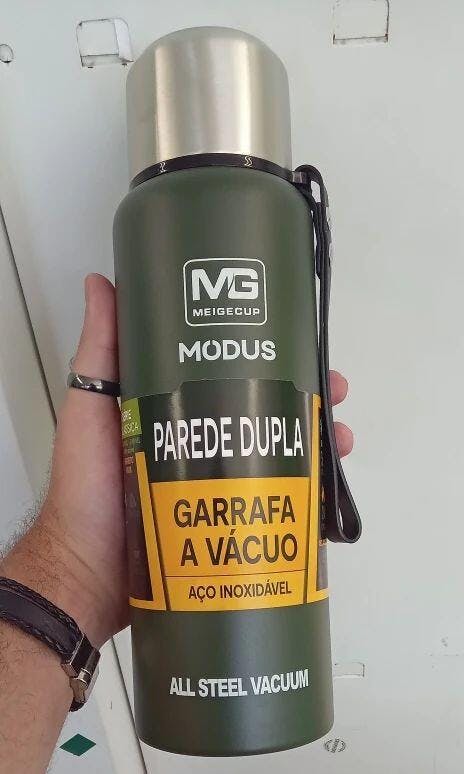 MG
MEIGECUP
MODUS
PAREDE DUPLA
GARRAFA
A VÁCUO
AÇO INOXIDÁVEL
ALL STEEL VACUUM